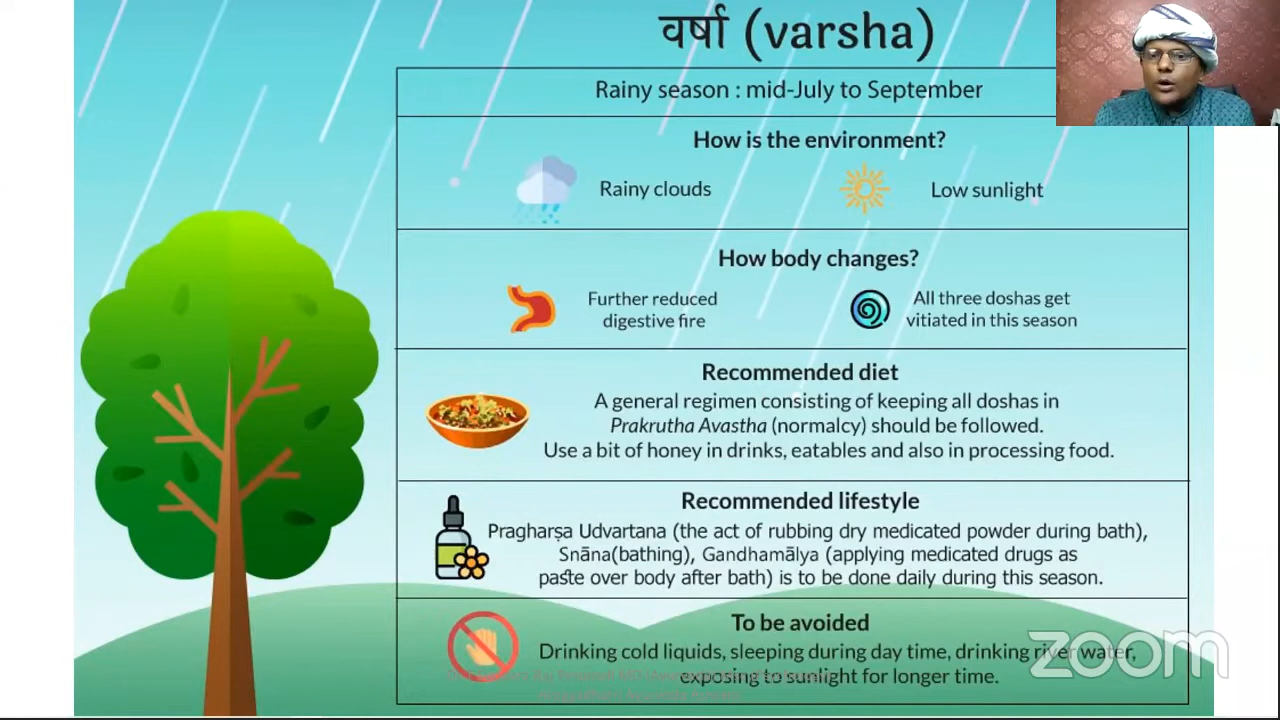 वर्षा (varsha)
Rainy season : mid-July to September
How is the environment?
Rainy clouds
Low sunlight
How body changes?
Further reduced
digestive fire
All three doshas get
vitiated in this season
Recommended diet
A general regimen consisting of keeping all doshas in
Prakrutha Avastha (normalcy) should be followed.
Use a bit of honey in drinks, eatables and also in processing food.
Recommended lifestyle
Pragharṣa Udvartana (the act of rubbing dry medicated powder during bath),
Snāna(bathing), Gandhamālya (applying medicated drugs as
paste over body after bath) is to be done daily during this season.
To be avoided
Drinking cold liquids, sleeping during day time, drinking river water,
exposing to sunlight for longer time.
zoom